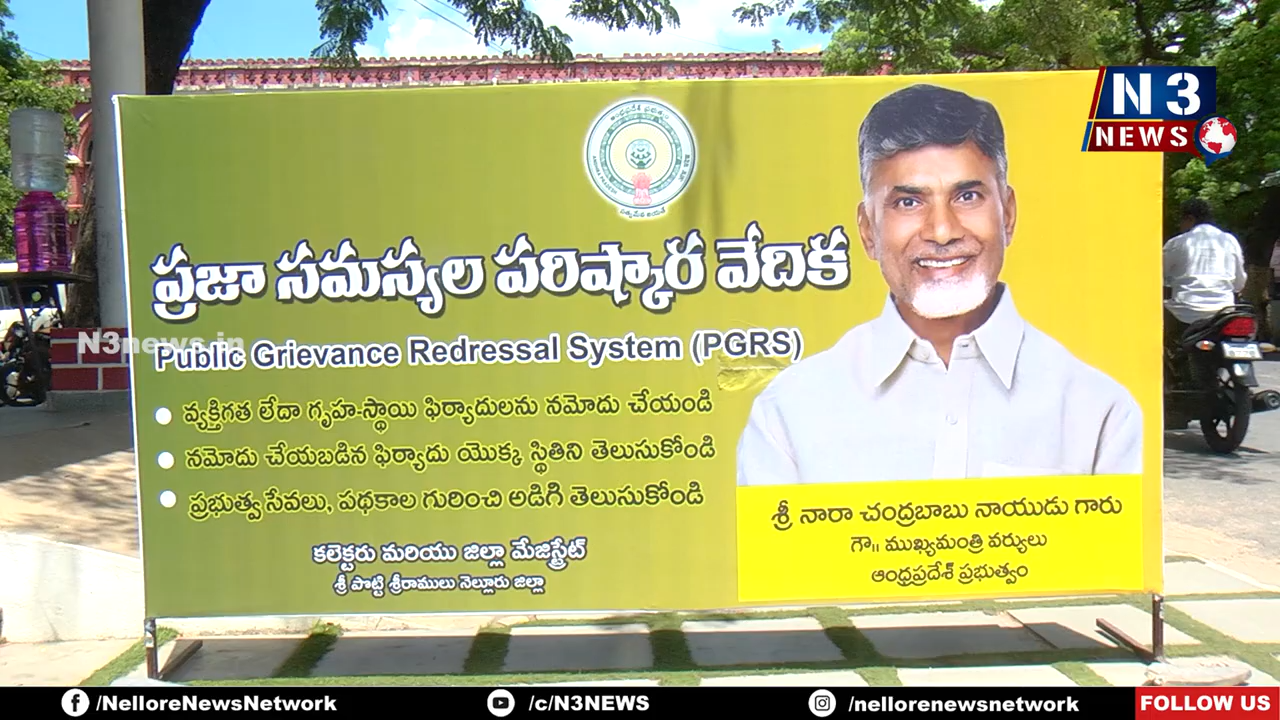 N3
NEWS
ప్రజా సమస్యల పరిష్కార వేదిక
N3news.in
Public Grievance Redressal System (PGRS)
వ్యక్తిగత లేదా గృహ-స్థాయి ఫిర్యాదులను నమోదు చేయండి
నమోదు చేయబడిన ఫిర్యాదు యొక్క స్థితిని తెలుసుకోండి
ప్రభుత్వ సేవలు, పథకాల గురించి అడిగి తెలుసుకోండి
కలెక్టరు మరియు జిల్లా మేజిస్ట్రేట్
శ్రీ పొట్టి శ్రీరాములు నెల్లూరు జిల్లా
శ్రీ నారా చంద్రబాబు నాయుడు గారు
గౌ॥ ముఖ్యమంత్రి వర్యులు
ఆంధ్రప్రదేశ్ ప్రభుత్వం
/NelloreNewsNetwork
/c/N3NEWS
/nellorenewsnetwork
FOLLOW US